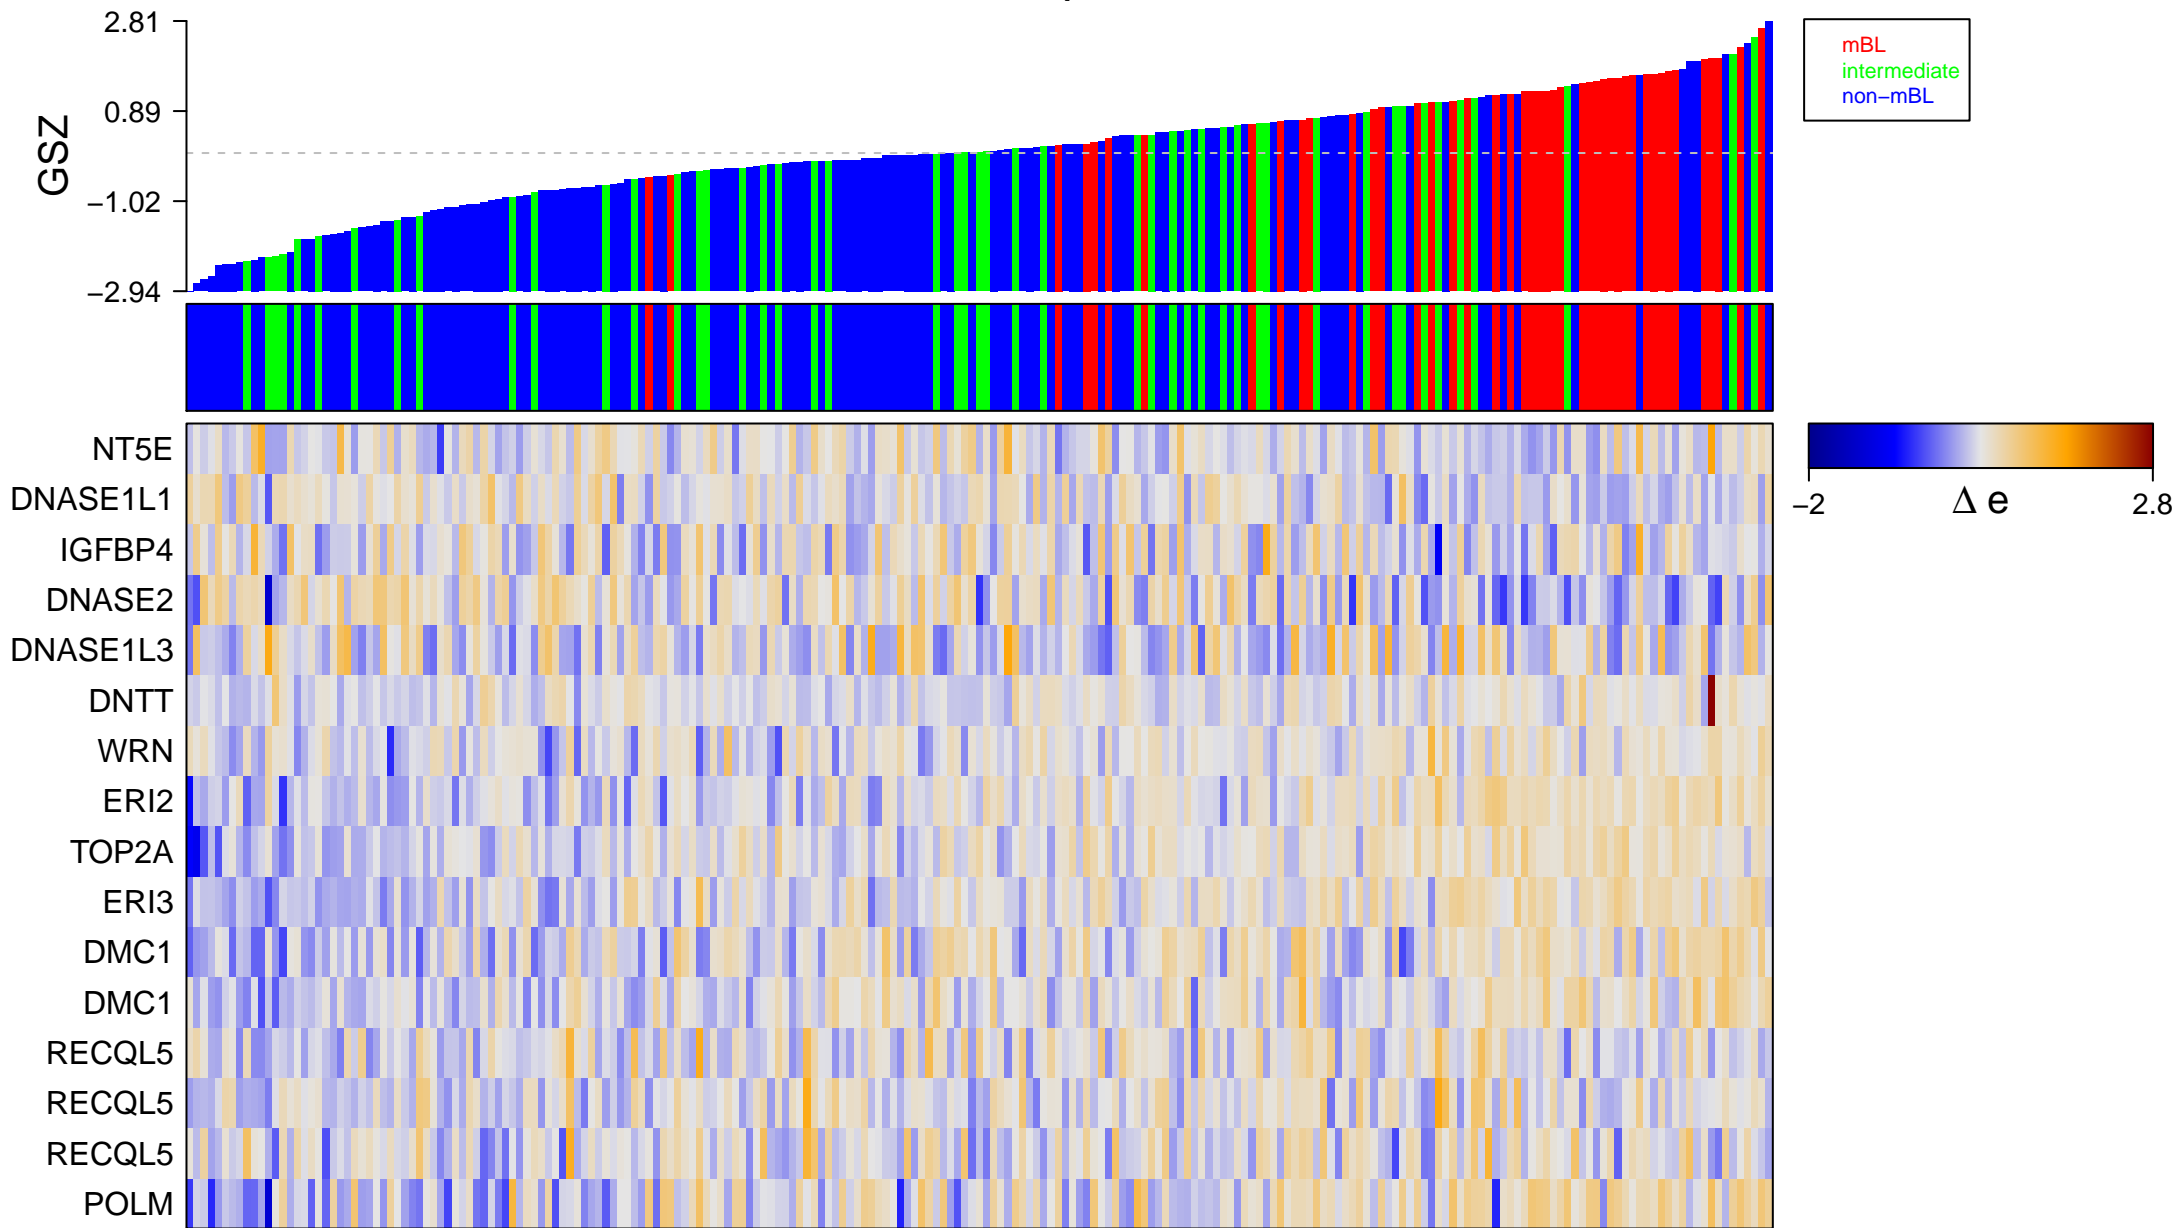 2.81
0.89
−1.02
−2.94
GSZ
mBL
intermediate
non−mBL
NT5E
DNASE1L1
IGFBP4
DNASE2
DNASE1L3
DNTT
WRN
ERI2
TOP2A
ERI3
DMC1
DMC1
RECQL5
RECQL5
RECQL5
POLM
−2
Δ e
2.8